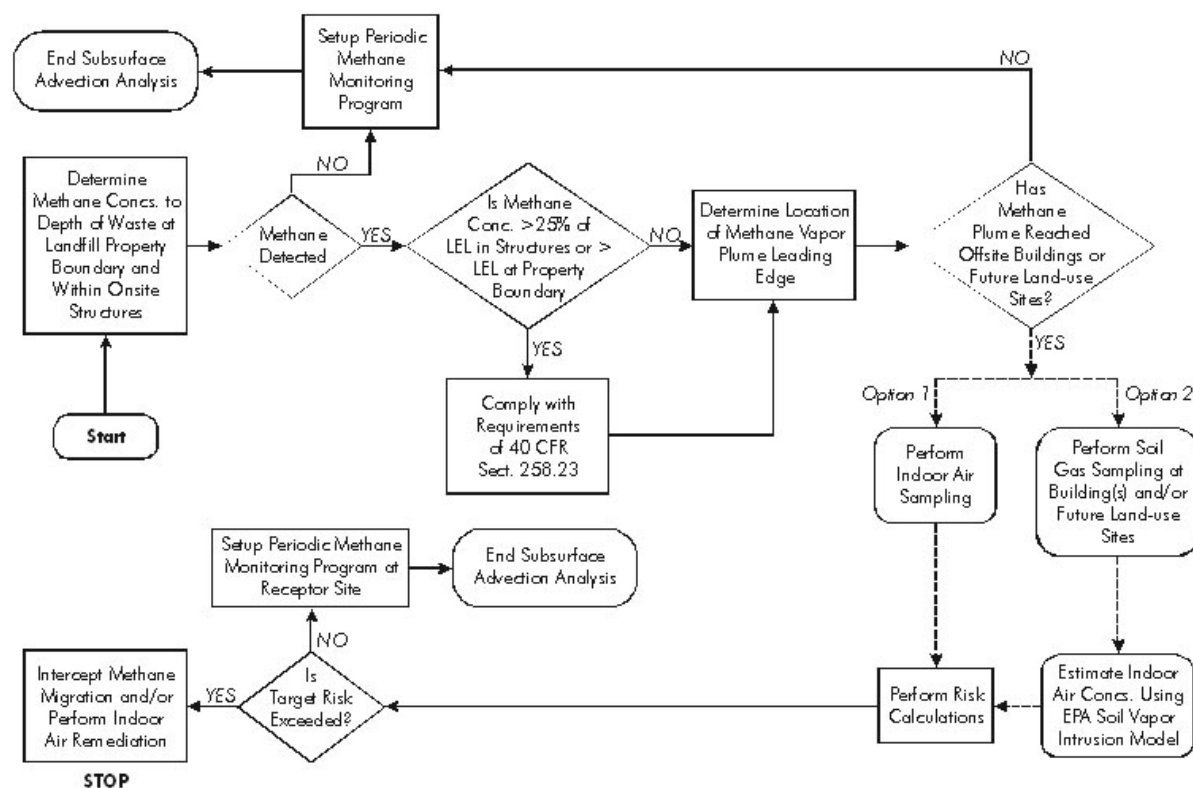 End Subsurface
Advection Analysis
Setup Periodic
Methane
Monitoring
Program
NO
NO
Determine
Methane Concs. to
Depth of Waste at
Landfill Property
Boundary and
Within Onsite
Structures
Methane
Detected
YES
Is Methane
Conc. >25% of
LEL in Structures or >
LEL at Property
Boundary
NO
Determine Location
of Methane Vapor
Plume Leading
Edge
Has
Methane
Plume Reached
Offsite Buildings or
Future Land-use
Sites?
YES
YES
Start
Comply with
Requirements
of 40 CFR
Sect. 258.23
Option 1
Option 2
Perform
Indoor Air
Sampling
Perform Soil
Gas Sampling at
Building(s) and/or
Future Land-use
Sites
Setup Periodic Methane
Monitoring Program at
Receptor Site
End Subsurface
Advection Analysis
NO
Intercept Methane
Migration and/or
Perform Indoor
Air Remediation
YES
Is
Target Risk
Exceeded?
Perform Risk
Calculations
Estimate Indoor
Air Concs. Using
EPA Soil Vapor
Intrusion Model
STOP